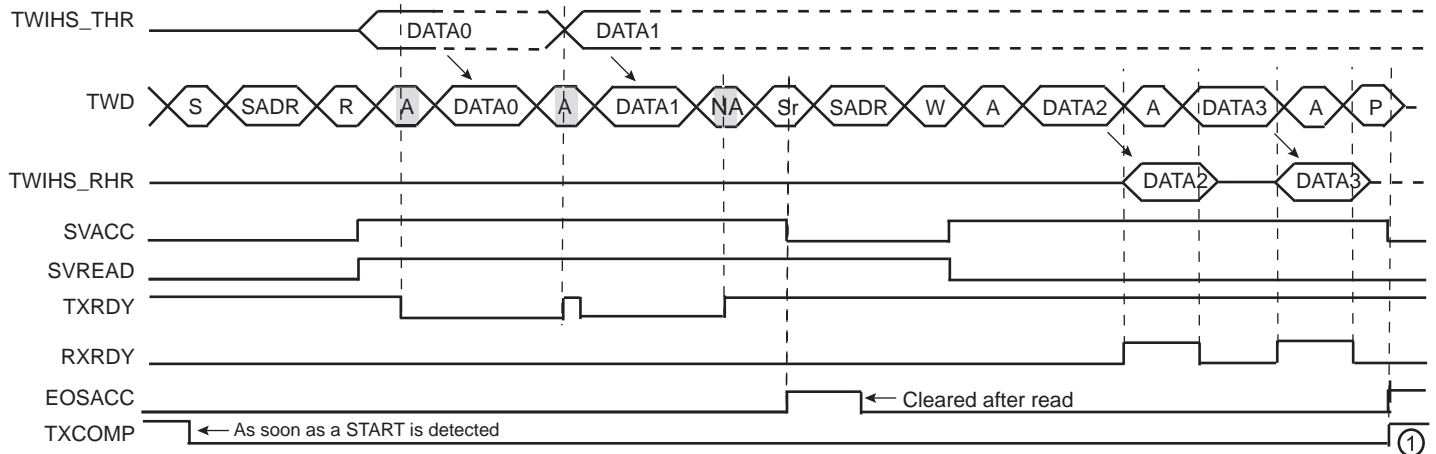 TWIHS_THR DATA0 DATA1
TWD S SADR R A DATA0 A DATA1 NA Sr SADR W A DATA2 A DATA3 A P
TWIHS_RHR DATA2 DATA3
SVACC
SVREAD
TXRDY
RXRDY
EOSACC Cleared after read
TXCOMP As soon as a START is detected 1